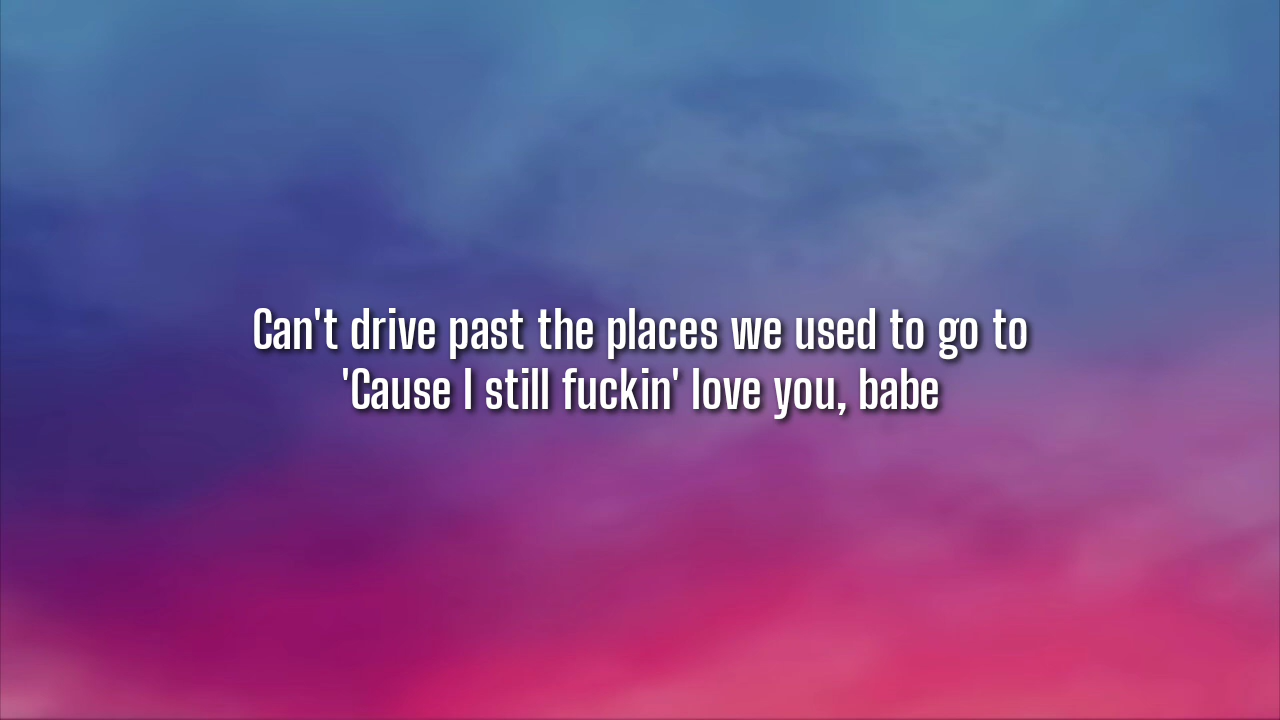 Can't drive past the places we used to go to
'Cause I still fuckin' love you, babe